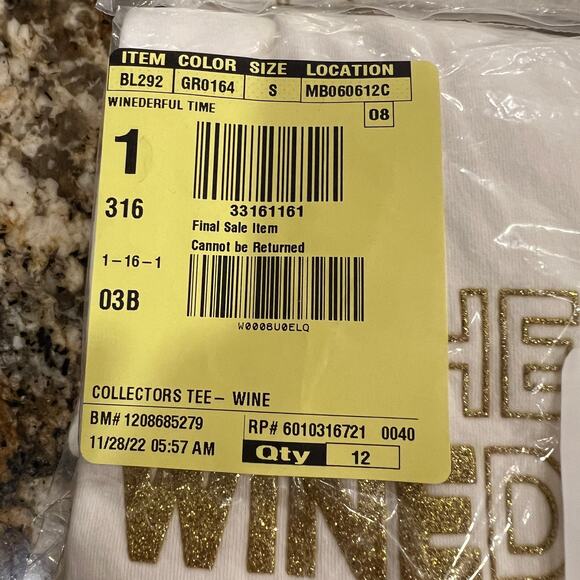 ITEM COLOR SIZE LOCATION
BL292 GR0164 S MB060612C
WINEDERFUL TIME
08
1
316
33161161
Final Sale Item
Cannot be Returned
1-16-1
03B
W0008U0ELQ
COLLECTORS TEE- WINE
BM# 1208685279
RP# 6010316721 0040
11/28/22 05:57 AM
Qty 12
HE
WINED